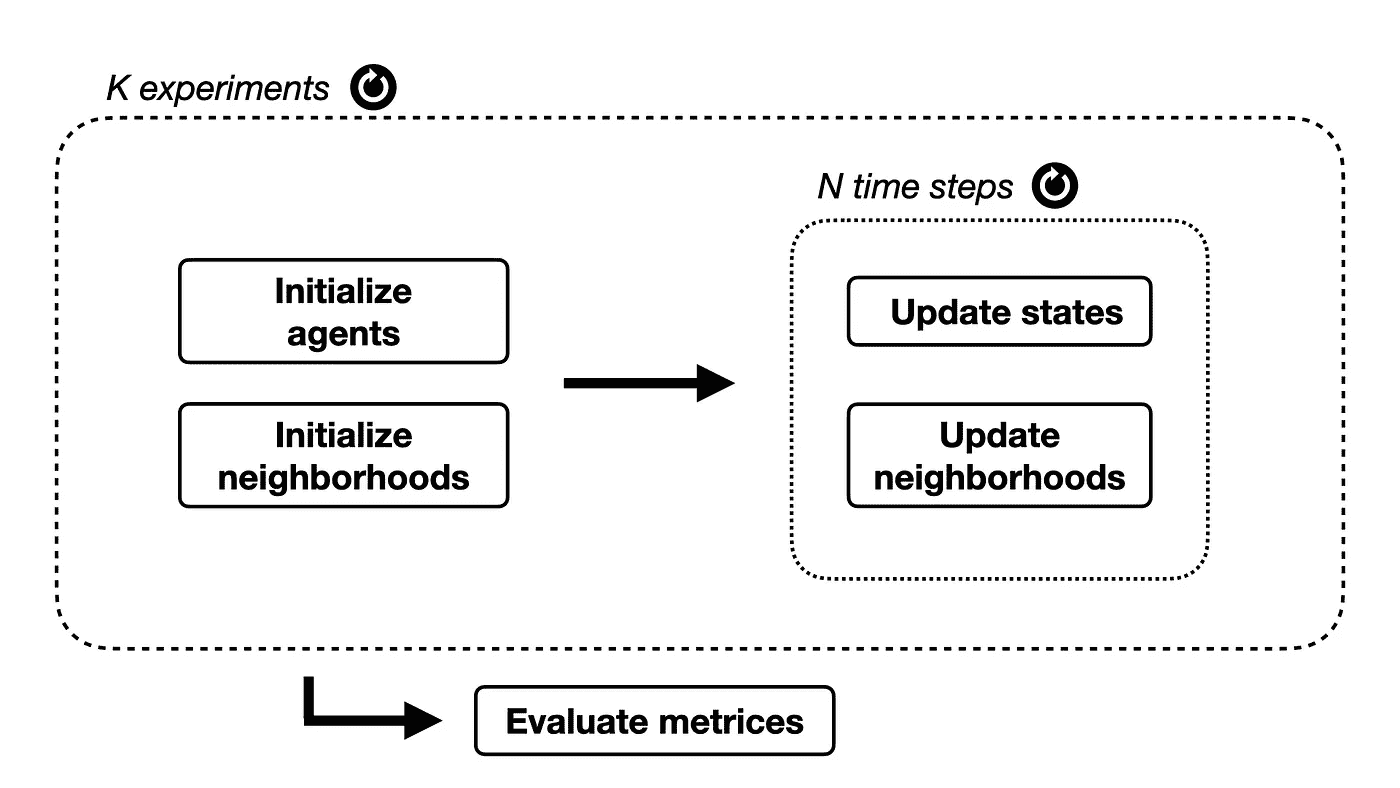 K experiments
N time steps
Initialize
agents
Initialize
neighborhoods
Update states
Update
neighborhoods
Evaluate metrices